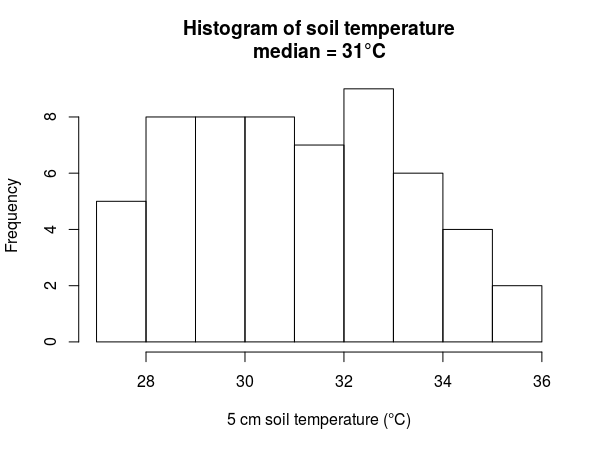 Histogram of soil temperature
median = 31°C
Frequency
8
6
4
2
0
28 30 32 34 36
5 cm soil temperature (°C)